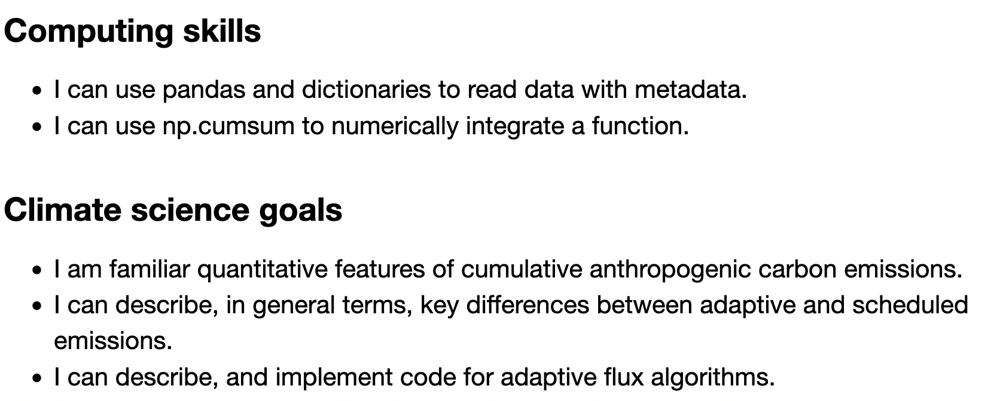 Computing skills
• I can use pandas and dictionaries to read data with metadata.
• I can use np.cumsum to numerically integrate a function.
Climate science goals
• I am familiar quantitative features of cumulative anthropogenic carbon emissions.
• I can describe, in general terms, key differences between adaptive and scheduled
emissions.
• I can describe, and implement code for adaptive flux algorithms.